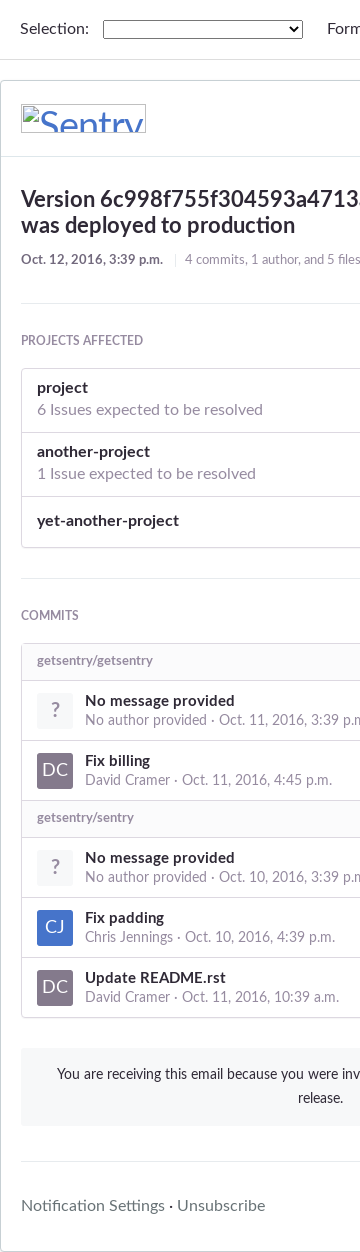 Selection:
Form
Sentry
Version 6c998f755f304593a4713
was deployed to production
Oct. 12, 2016, 3:39 p.m.
4 commits, 1 author, and 5 files
PROJECTS AFFECTED
project
6 Issues expected to be resolved
another-project
1 Issue expected to be resolved
yet-another-project
COMMITS
getsentry/getsentry
?
No message provided
No author provided · Oct. 11, 2016, 3:39 p.m
DC
Fix billing
David Cramer · Oct. 11, 2016, 4:45 p.m.
getsentry/sentry
?
No message provided
No author provided · Oct. 10, 2016, 3:39 p.m
CJ
Fix padding
Chris Jennings · Oct. 10, 2016, 4:39 p.m.
DC
Update README.rst
David Cramer · Oct. 11, 2016, 10:39 a.m.
You are receiving this email because you were inv
release.
Notification Settings · Unsubscribe